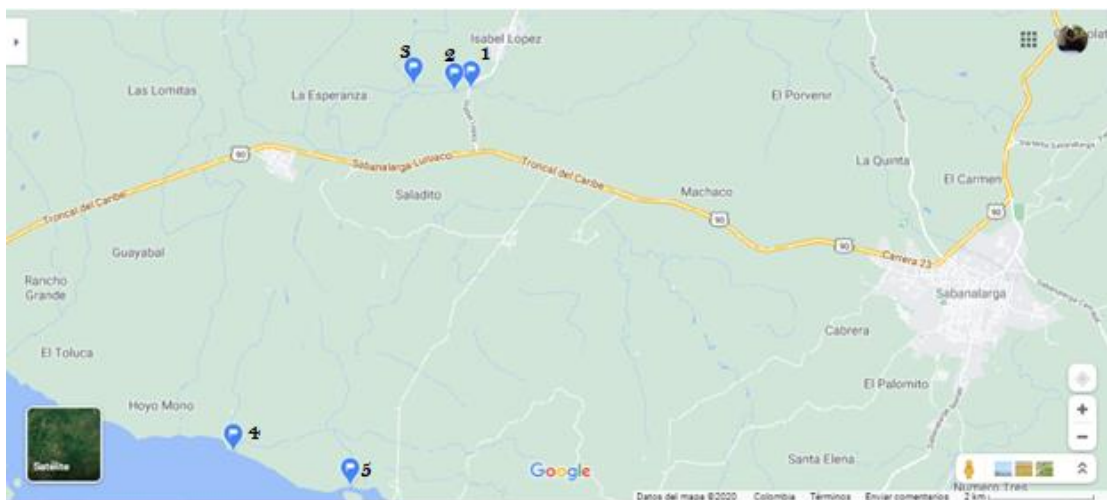 Isabel Lopez
3
2
1
Las Lomitas
La Esperanza
El Porvenir
90
Sabanalarga-Luruaco
Troncal del Caribe
Troncal del Caribe
Saladito
La Quinta
Machaco
El Carmen
90
90
90
Carrera 23
Guayabal
Rancho
Grande
Sabanalarga
Cabrera
El Toluca
El Palomito
Hoyo Mono
4
5
Satélite
Google
Santa Elena
Numero Tres
Datos del mapa ©2020 Colombia Términos Enviar comentarios 2 km